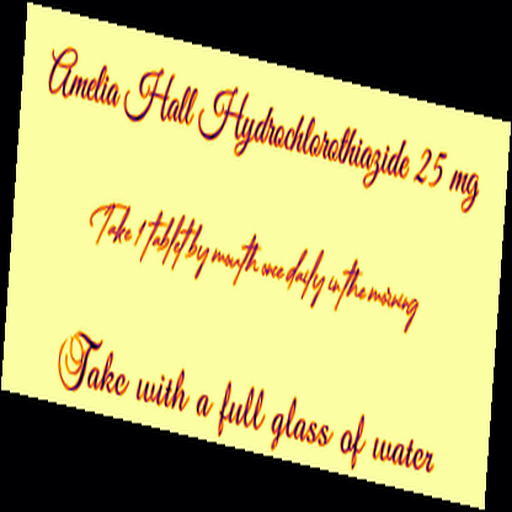 Amelia Hall Hydrochlorothiazide 25 mg
Take 1 tablet by mouth once daily in the morning
Take with a full glass of water